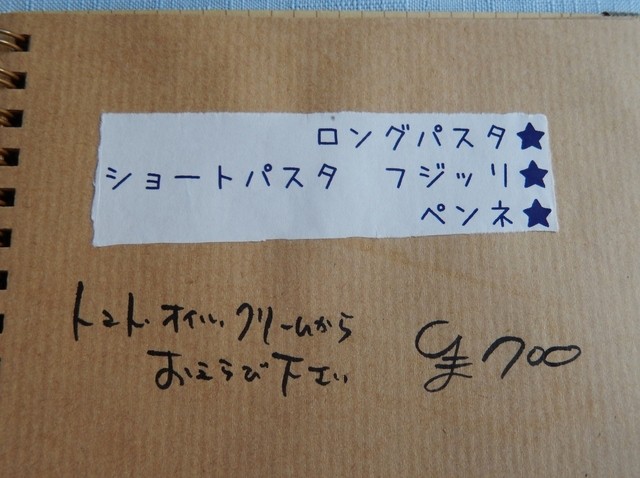 ロングパスタ★
ショートパスタ フジッリ★
ペンネ★
トマト、オイル、クリームから
おえらび下さい
¥700